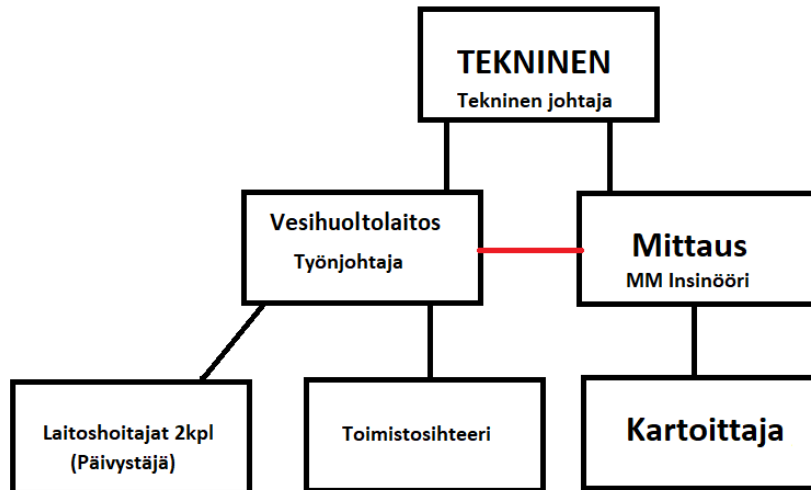 TEKNINEN
Tekninen johtaja
Vesihuoltolaitos
Työnjohtaja
Mittaus
MM Insinööri
Laitoshoitajat 2kpl
(Päivystäjä)
Toimistosihteeri
Kartoittaja